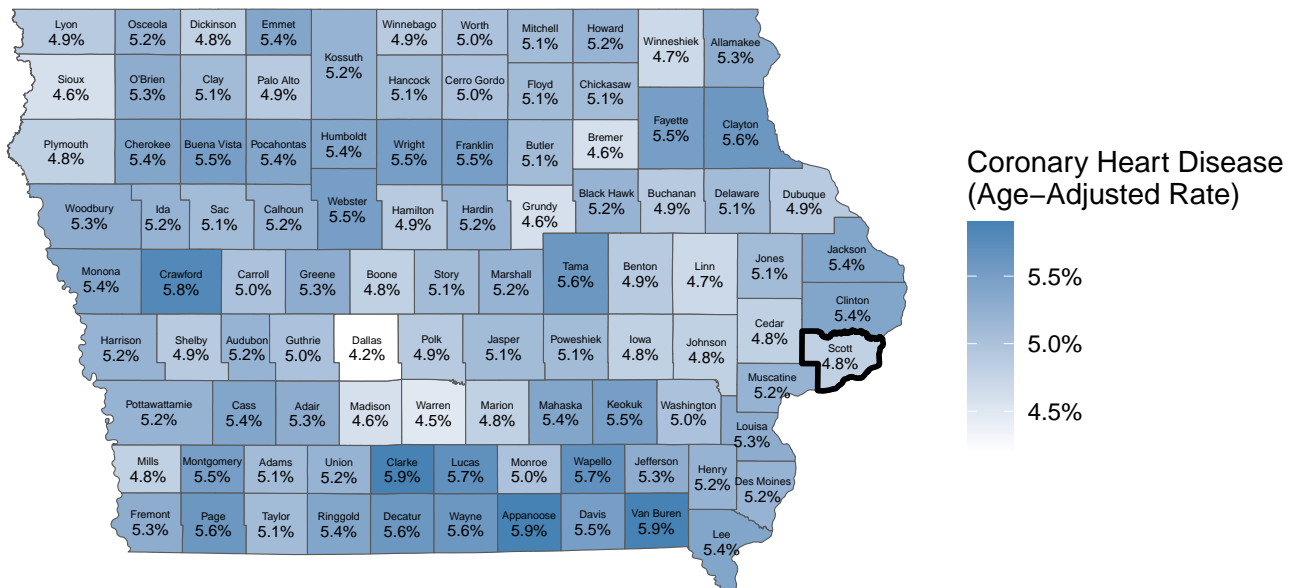 Lyon
4.9%
Osceola
5.2%
Dickinson
4.8%
Emmet
5.4%
Kossuth
5.2%
Winnebago
4.9%
Worth
5.0%
Mitchell
5.1%
Howard
5.2%
Winneshiek
4.7%
Allamakee
5.3%
Sioux
4.6%
O'Brien
5.3%
Clay
5.1%
Palo Alto
4.9%
Hancock
5.1%
Cerro Gordo
5.0%
Floyd
5.1%
Chickasaw
5.1%
Fayette
5.5%
Clayton
5.6%
Plymouth
4.8%
Cherokee
5.4%
Buena Vista
5.5%
Pocahontas
5.4%
Humboldt
5.4%
Wright
5.5%
Franklin
5.5%
Butler
5.1%
Bremer
4.6%
Coronary Heart Disease
(Age−Adjusted Rate)
5.5%
5.0%
4.5%
Woodbury
5.3%
Ida
5.2%
Sac
5.1%
Calhoun
5.2%
Webster
5.5%
Hamilton
4.9%
Hardin
5.2%
Grundy
4.6%
Black Hawk
5.2%
Buchanan
4.9%
Delaware
5.1%
Dubuque
4.9%
Monona
5.4%
Crawford
5.8%
Carroll
5.0%
Greene
5.3%
Boone
4.8%
Story
5.1%
Marshall
5.2%
Tama
5.6%
Benton
4.9%
Linn
4.7%
Jones
5.1%
Jackson
5.4%
Clinton
5.4%
Harrison
5.2%
Shelby
4.9%
Audubon
5.2%
Guthrie
5.0%
Dallas
4.2%
Polk
4.9%
Jasper
5.1%
Poweshiek
5.1%
Iowa
4.8%
Johnson
4.8%
Cedar
4.8%
Scott
4.8%
Muscatine
5.2%
Pottawattamie
5.2%
Cass
5.4%
Adair
5.3%
Madison
4.6%
Warren
4.5%
Marion
4.8%
Mahaska
5.4%
Keokuk
5.5%
Washington
5.0%
Louisa
5.3%
Mills
4.8%
Montgomery
5.5%
Adams
5.1%
Union
5.2%
Clarke
5.9%
Lucas
5.7%
Monroe
5.0%
Wapello
5.7%
Jefferson
5.3%
Henry
5.2%
Des Moines
5.2%
Fremont
5.3%
Page
5.6%
Taylor
5.1%
Ringgold
5.4%
Decatur
5.6%
Wayne
5.6%
Appanoose
5.9%
Davis
5.5%
Van Buren
5.9%
Lee
5.4%